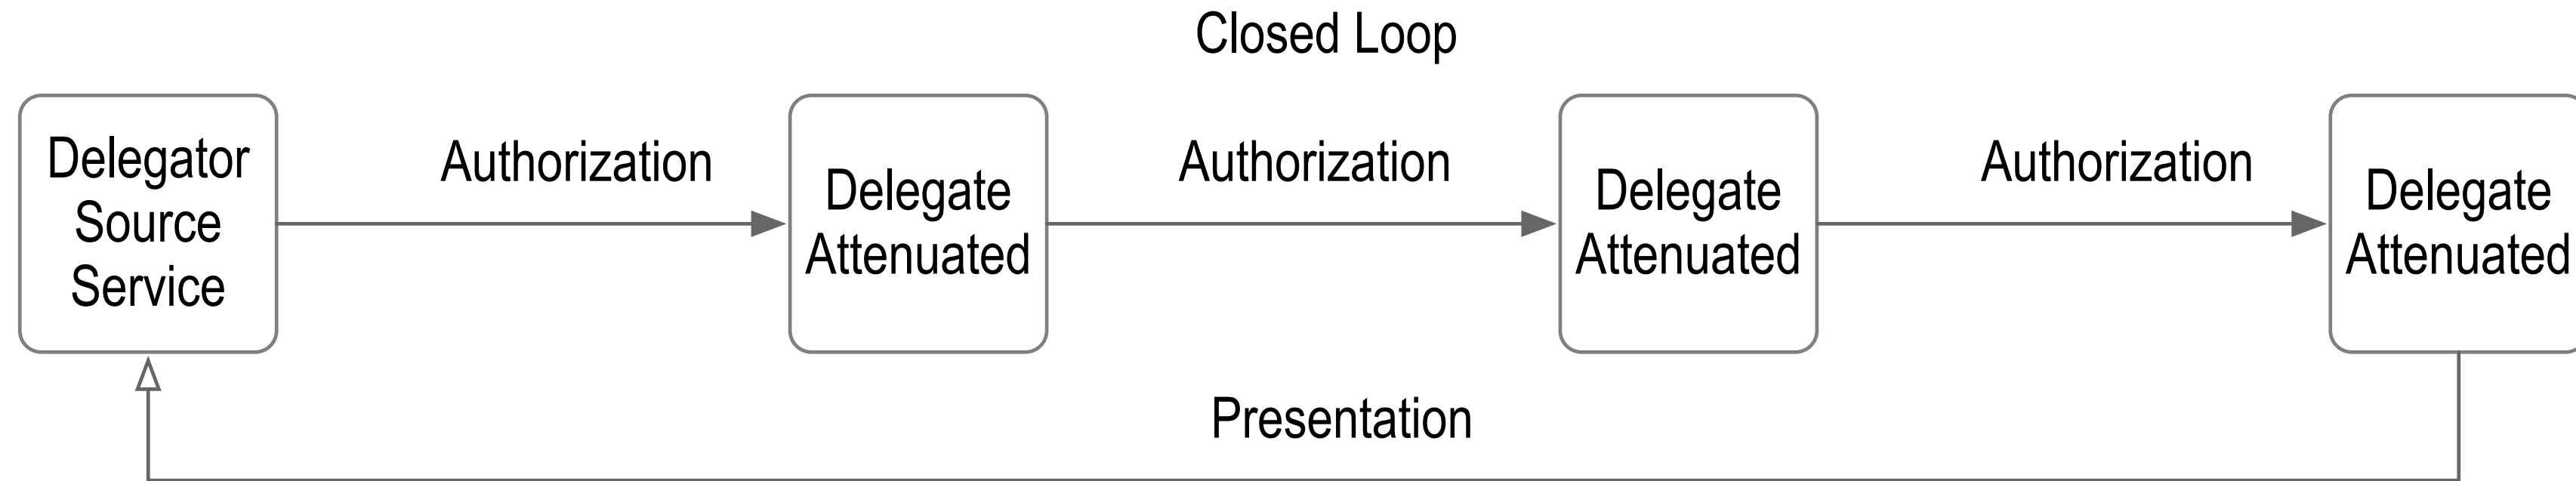 Closed Loop
Delegator
Source
Service
Authorization
Delegate
Attenuated
Authorization
Delegate
Attenuated
Authorization
Delegate
Attenuated
Presentation